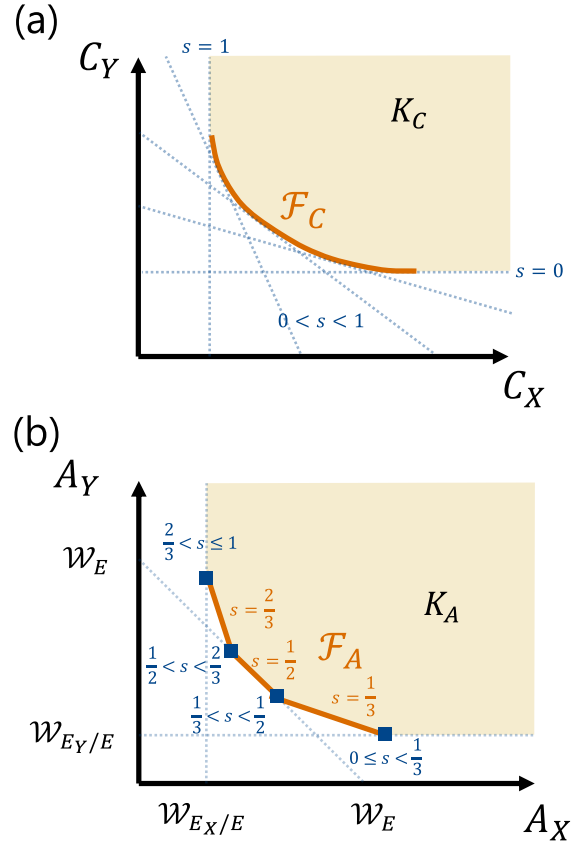 (a)
s = 1
C_Y
K_C
ℱ_C
s = 0
0 < s < 1
C_X
(b)
A_Y
2/3 < s ≤ 1
𝒲_E
s = 2/3
K_A
ℱ_A
1/2 < s < 2/3
s = 1/2
s = 1/3
1/3 < s < 1/2
𝒲_{E_Y/E}
0 ≤ s < 1/3
𝒲_{E_X/E}
𝒲_E
A_X